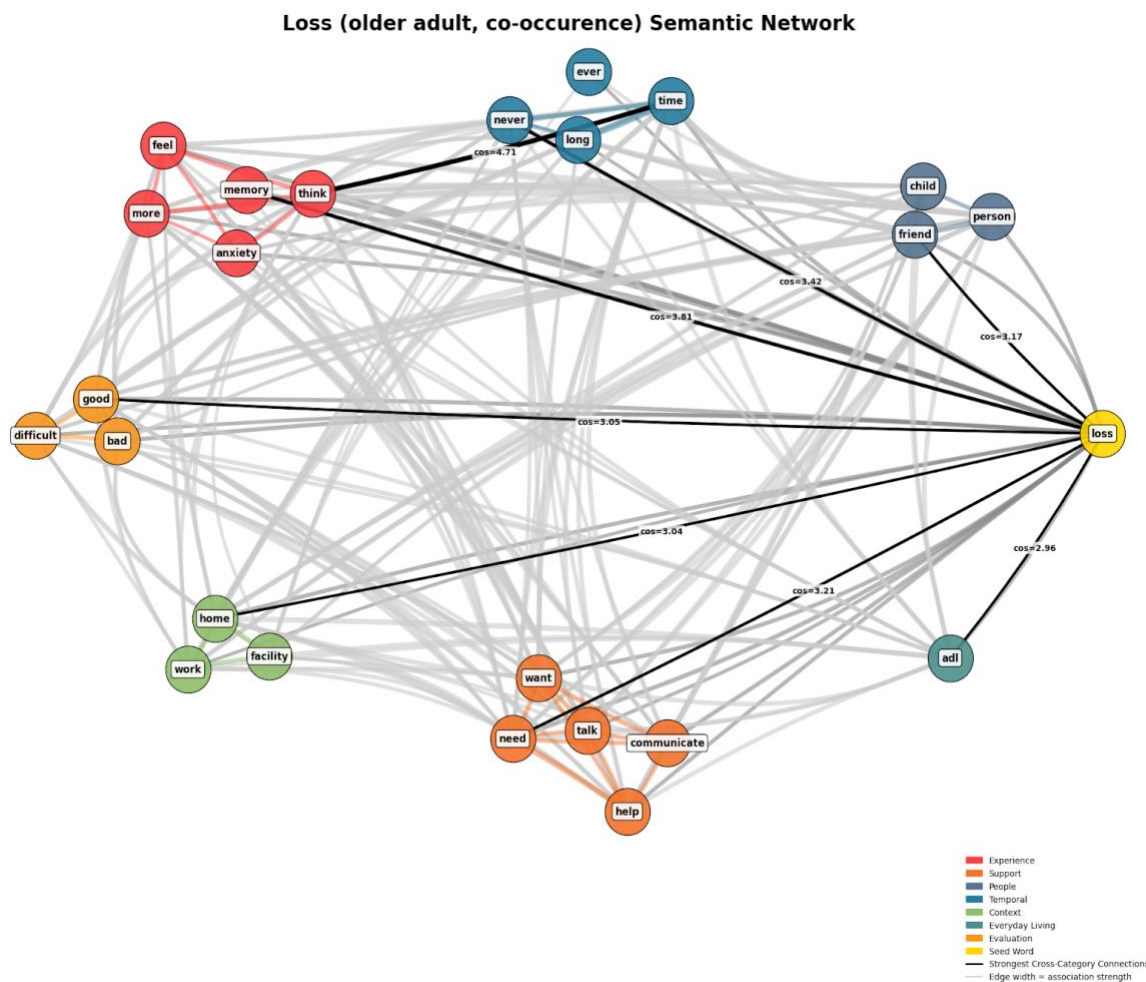 Loss (older adult, co-occurence) Semantic Network
ever
time
never
long
cos=4.71
feel
memory
think
more
anxiety
child
person
friend
cos=3.42
cos=3.81
cos=3.17
good
difficult
bad
cos=3.05
loss
cos=3.04
cos=2.96
cos=3.21
home
facility
work
adl
want
need
talk
communicate
help
Experience
Support
People
Temporal
Context
Everyday Living
Evaluation
Seed Word
Strongest Cross-Category Connections
Edge width = association strength